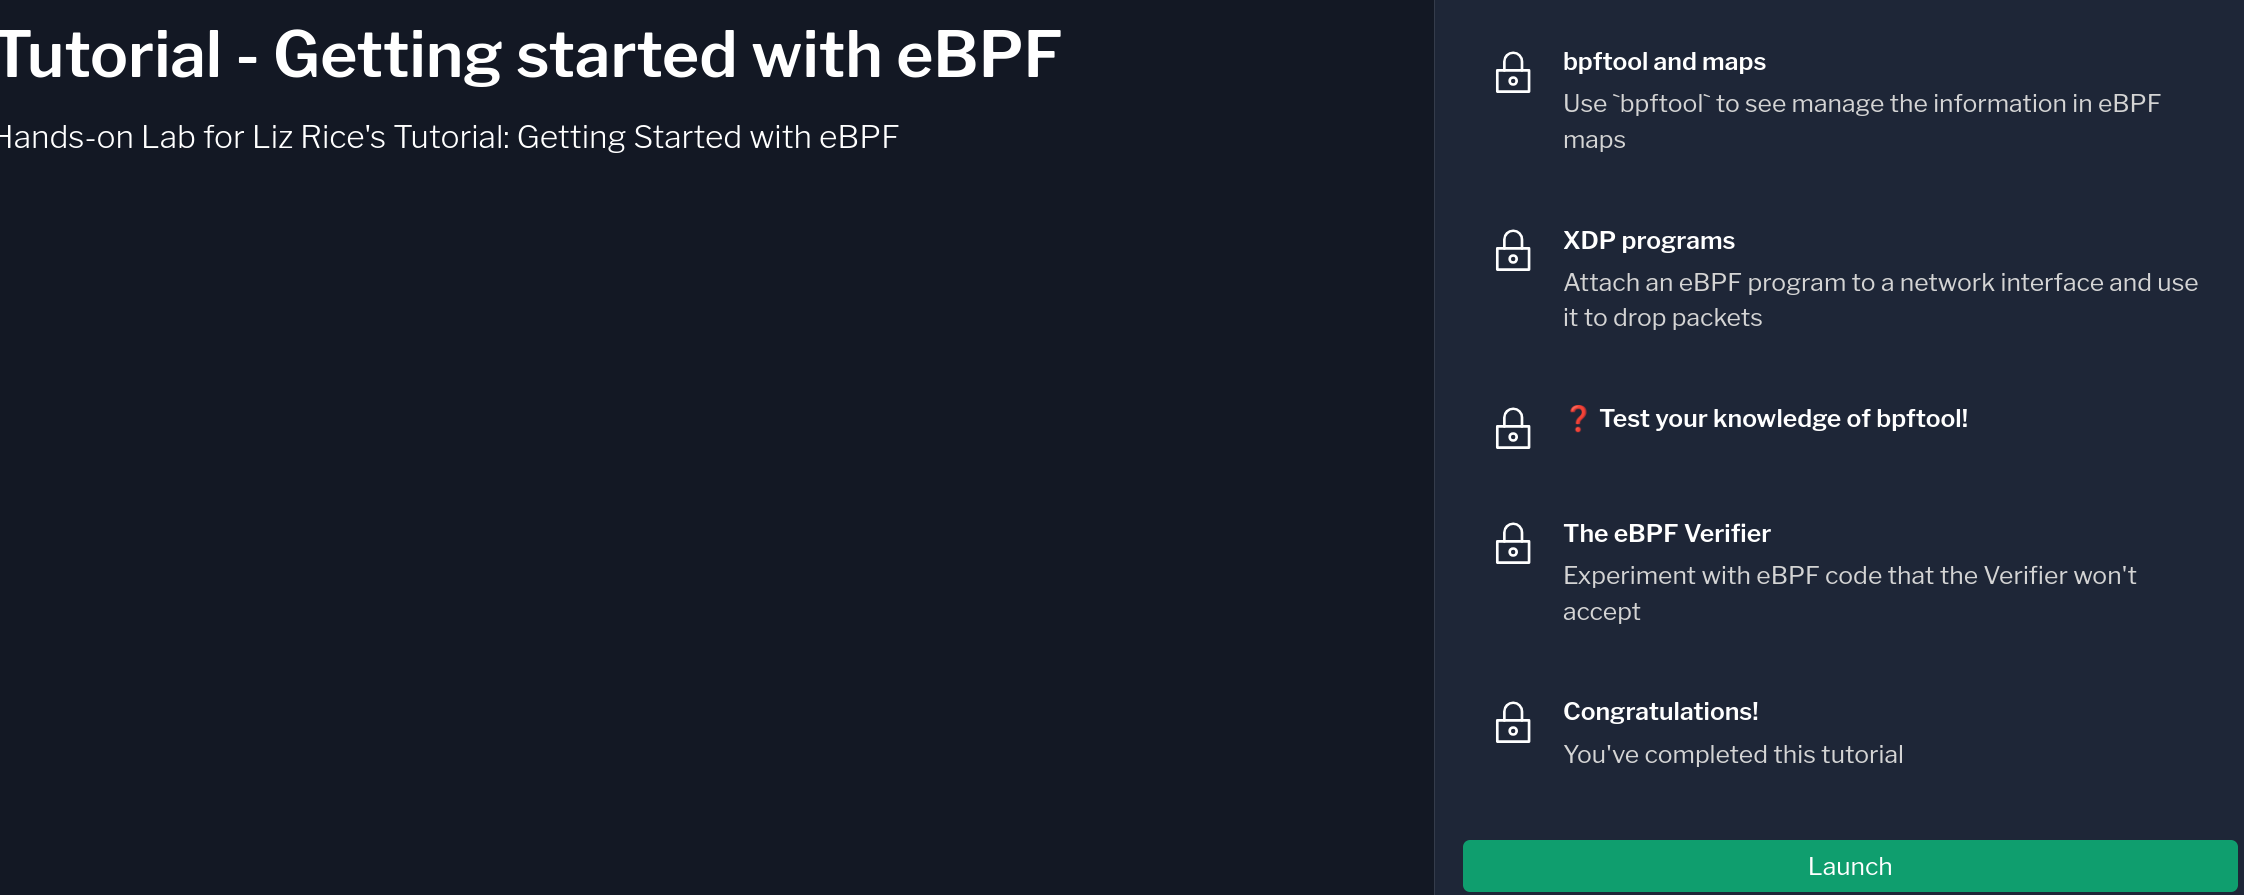 Tutorial - Getting started with eBPF
Hands-on Lab for Liz Rice's Tutorial: Getting Started with eBPF
bpftool and maps
Use `bpftool` to see manage the information in eBPF
maps
XDP programs
Attach an eBPF program to a network interface and use
it to drop packets
❓ Test your knowledge of bpftool!
The eBPF Verifier
Experiment with eBPF code that the Verifier won't
accept
Congratulations!
You've completed this tutorial
Launch